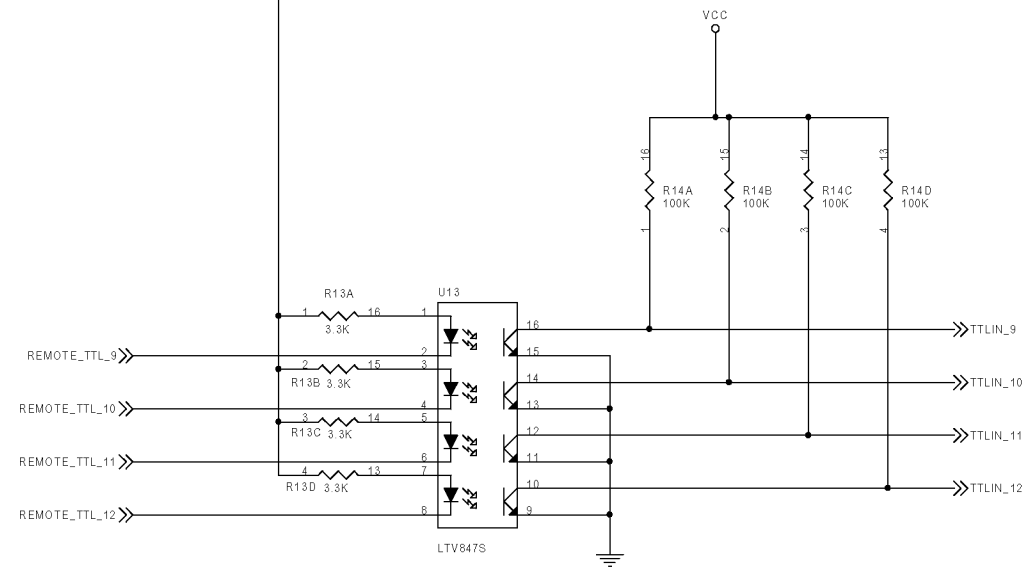 VCC
16
15
14
13
R14A
100K
R14B
100K
R14C
100K
R14D
100K
1
2
3
4
R13A
U13
1
16
1
3.3K
16
TTLIN_9
REMOTE_TTL_9
2
15
2
15
3
R13B 3.3K
14
TTLIN_10
REMOTE_TTL_10
4
13
3
14
5
R13C 3.3K
12
TTLIN_11
REMOTE_TTL_11
6
11
4
13
7
R13D 3.3K
10
TTLIN_12
REMOTE_TTL_12
8
9
LTV847S